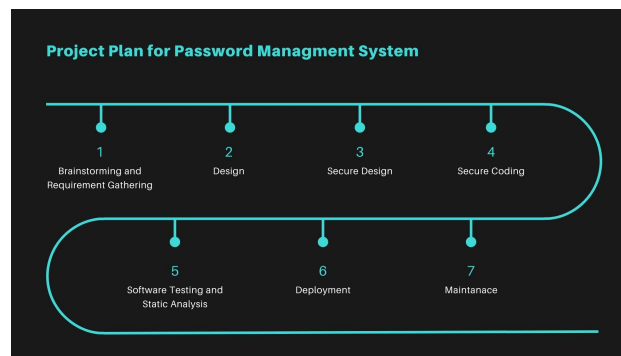 Project Plan for Password Managment System
1
2
3
4
Brainstorming and
Requirement Gathering
Design
Secure Design
Secure Coding
5
6
7
Software Testing and
Static Analysis
Deployment
Maintanace